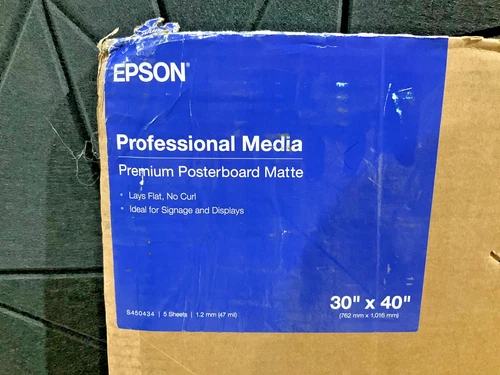 EPSON®
Professional Media
Premium Posterboard Matte
• Lays Flat, No Curl
• Ideal for Signage and Displays
S450434 | 5 Sheets | 1.2 mm (47 mil)
30" x 40"
(762 mm x 1,016 mm)